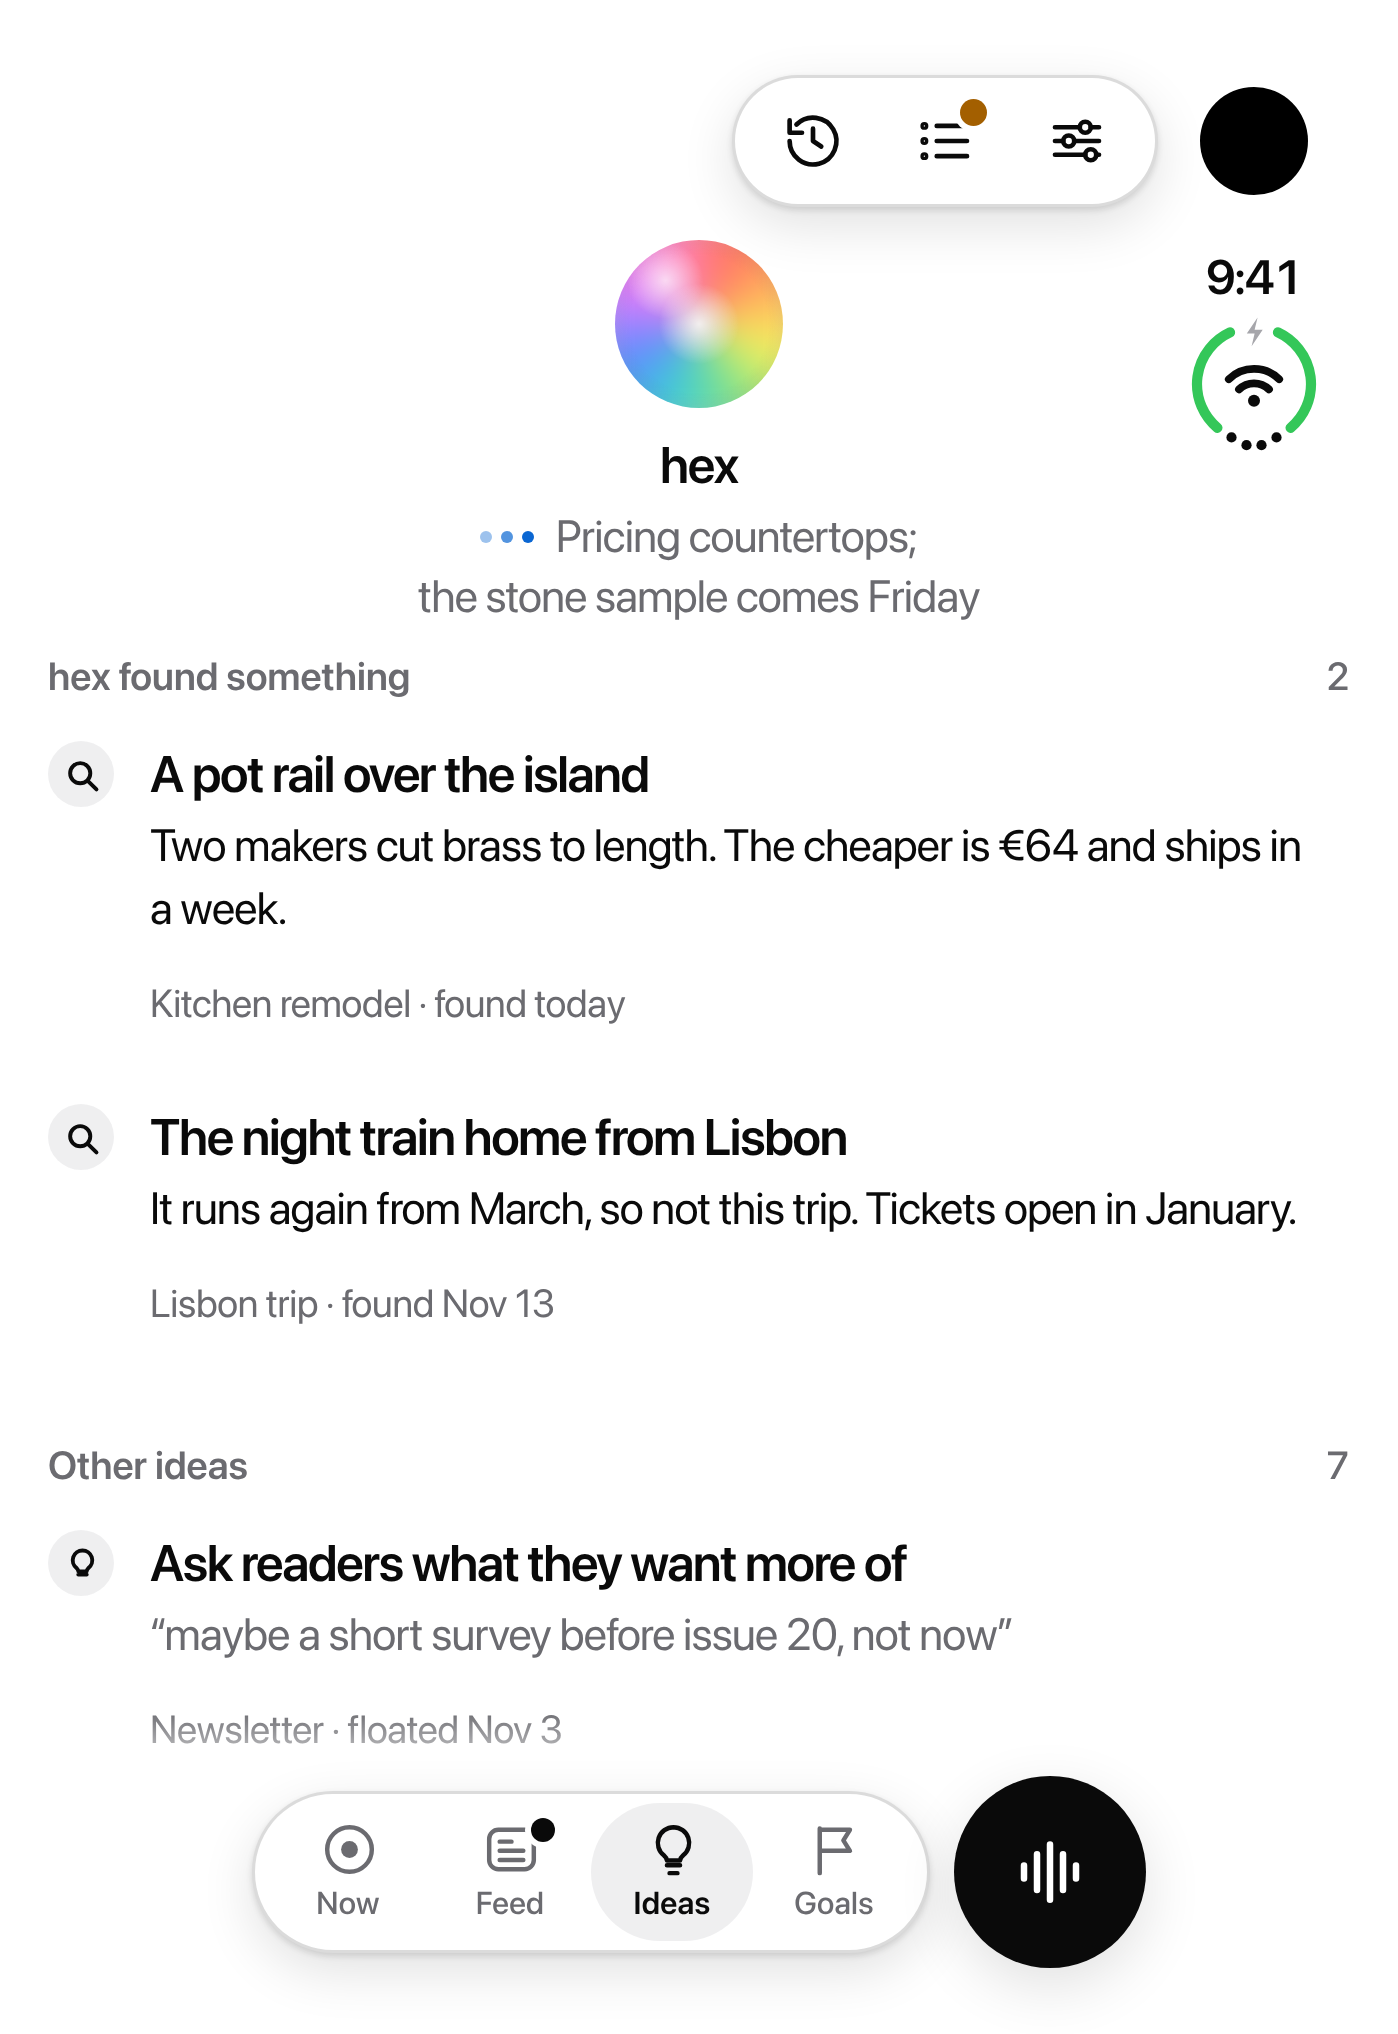 9:41
hex
Pricing countertops;
the stone sample comes Friday
hex found something 2
A pot rail over the island
Two makers cut brass to length. The cheaper is €64 and ships in
a week.
Kitchen remodel · found today
The night train home from Lisbon
It runs again from March, so not this trip. Tickets open in January.
Lisbon trip · found Nov 13
Other ideas 7
Ask readers what they want more of
“maybe a short survey before issue 20, not now”
Newsletter · floated Nov 3
Now Feed Ideas Goals